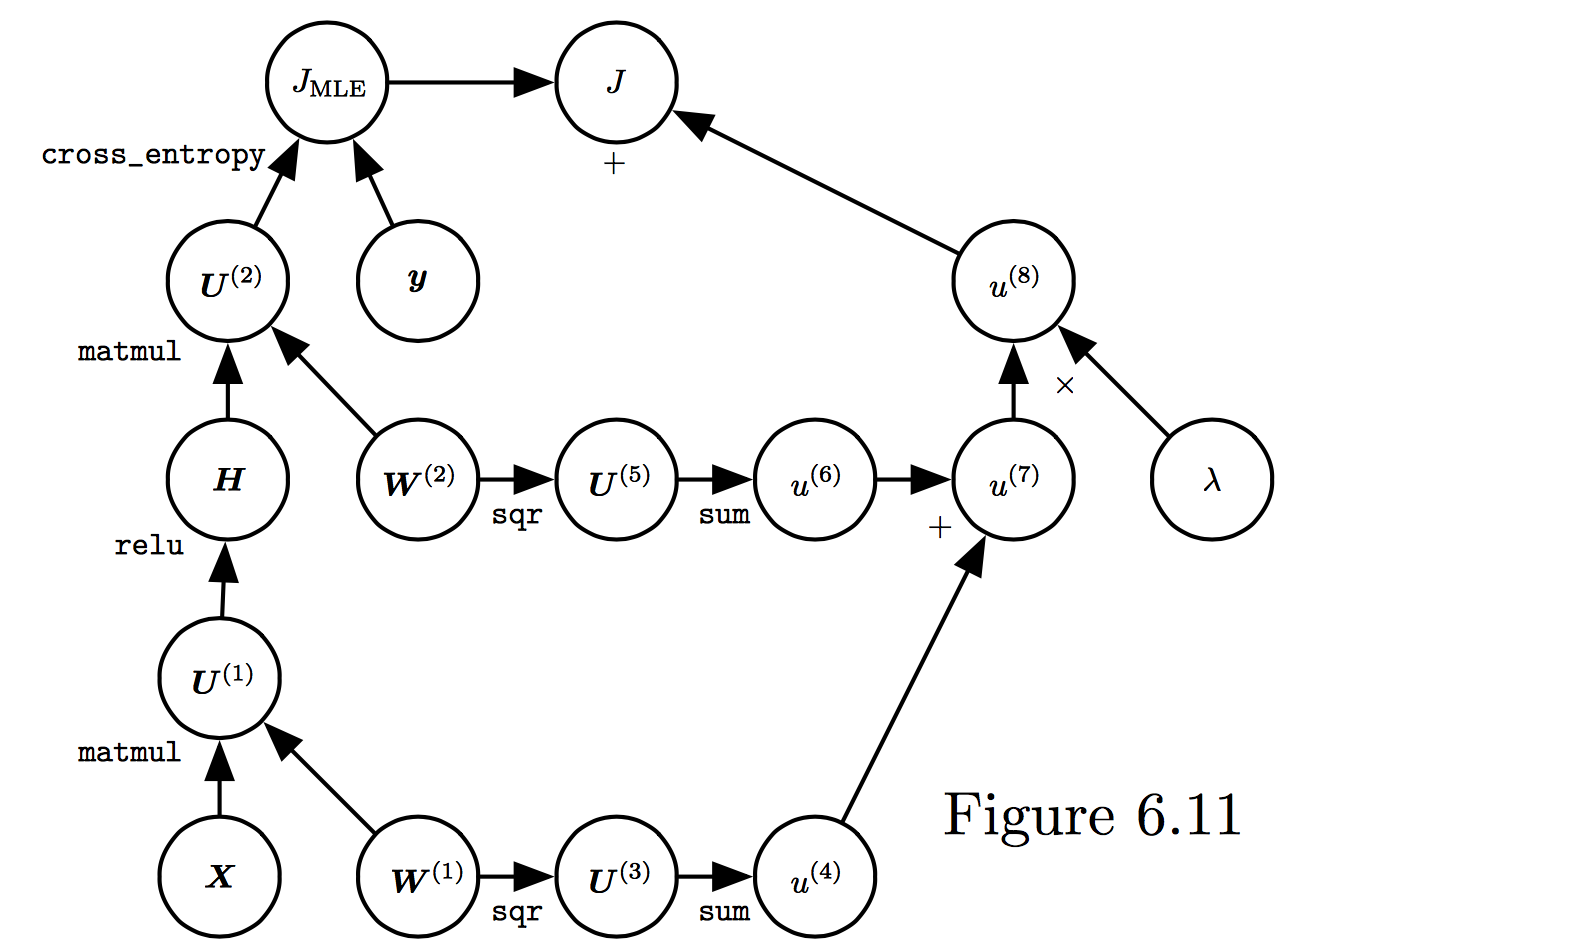 J_MLE
J
cross_entropy
+
U^(2)
y
u^(8)
matmul
×
H
W^(2)
U^(5)
u^(6)
u^(7)
λ
sqr
sum
+
relu
U^(1)
matmul
Figure 6.11
X
W^(1)
U^(3)
u^(4)
sqr
sum